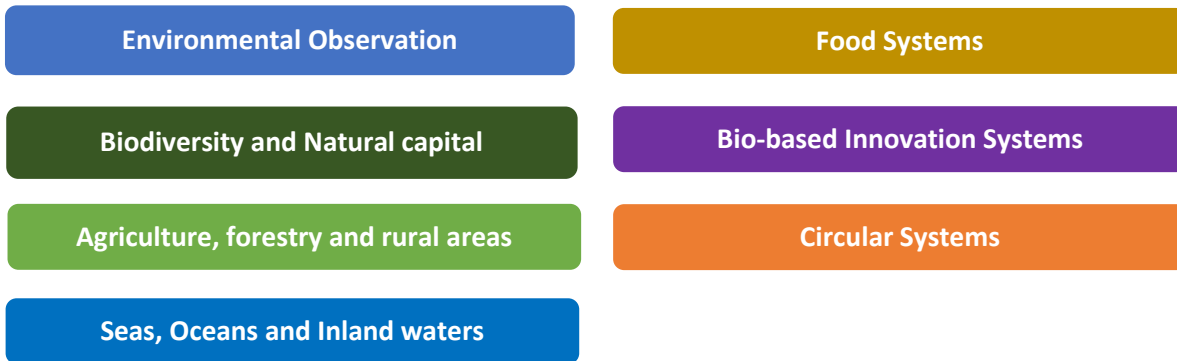 Environmental Observation
Food Systems
Biodiversity and Natural capital
Bio-based Innovation Systems
Agriculture, forestry and rural areas
Circular Systems
Seas, Oceans and Inland waters